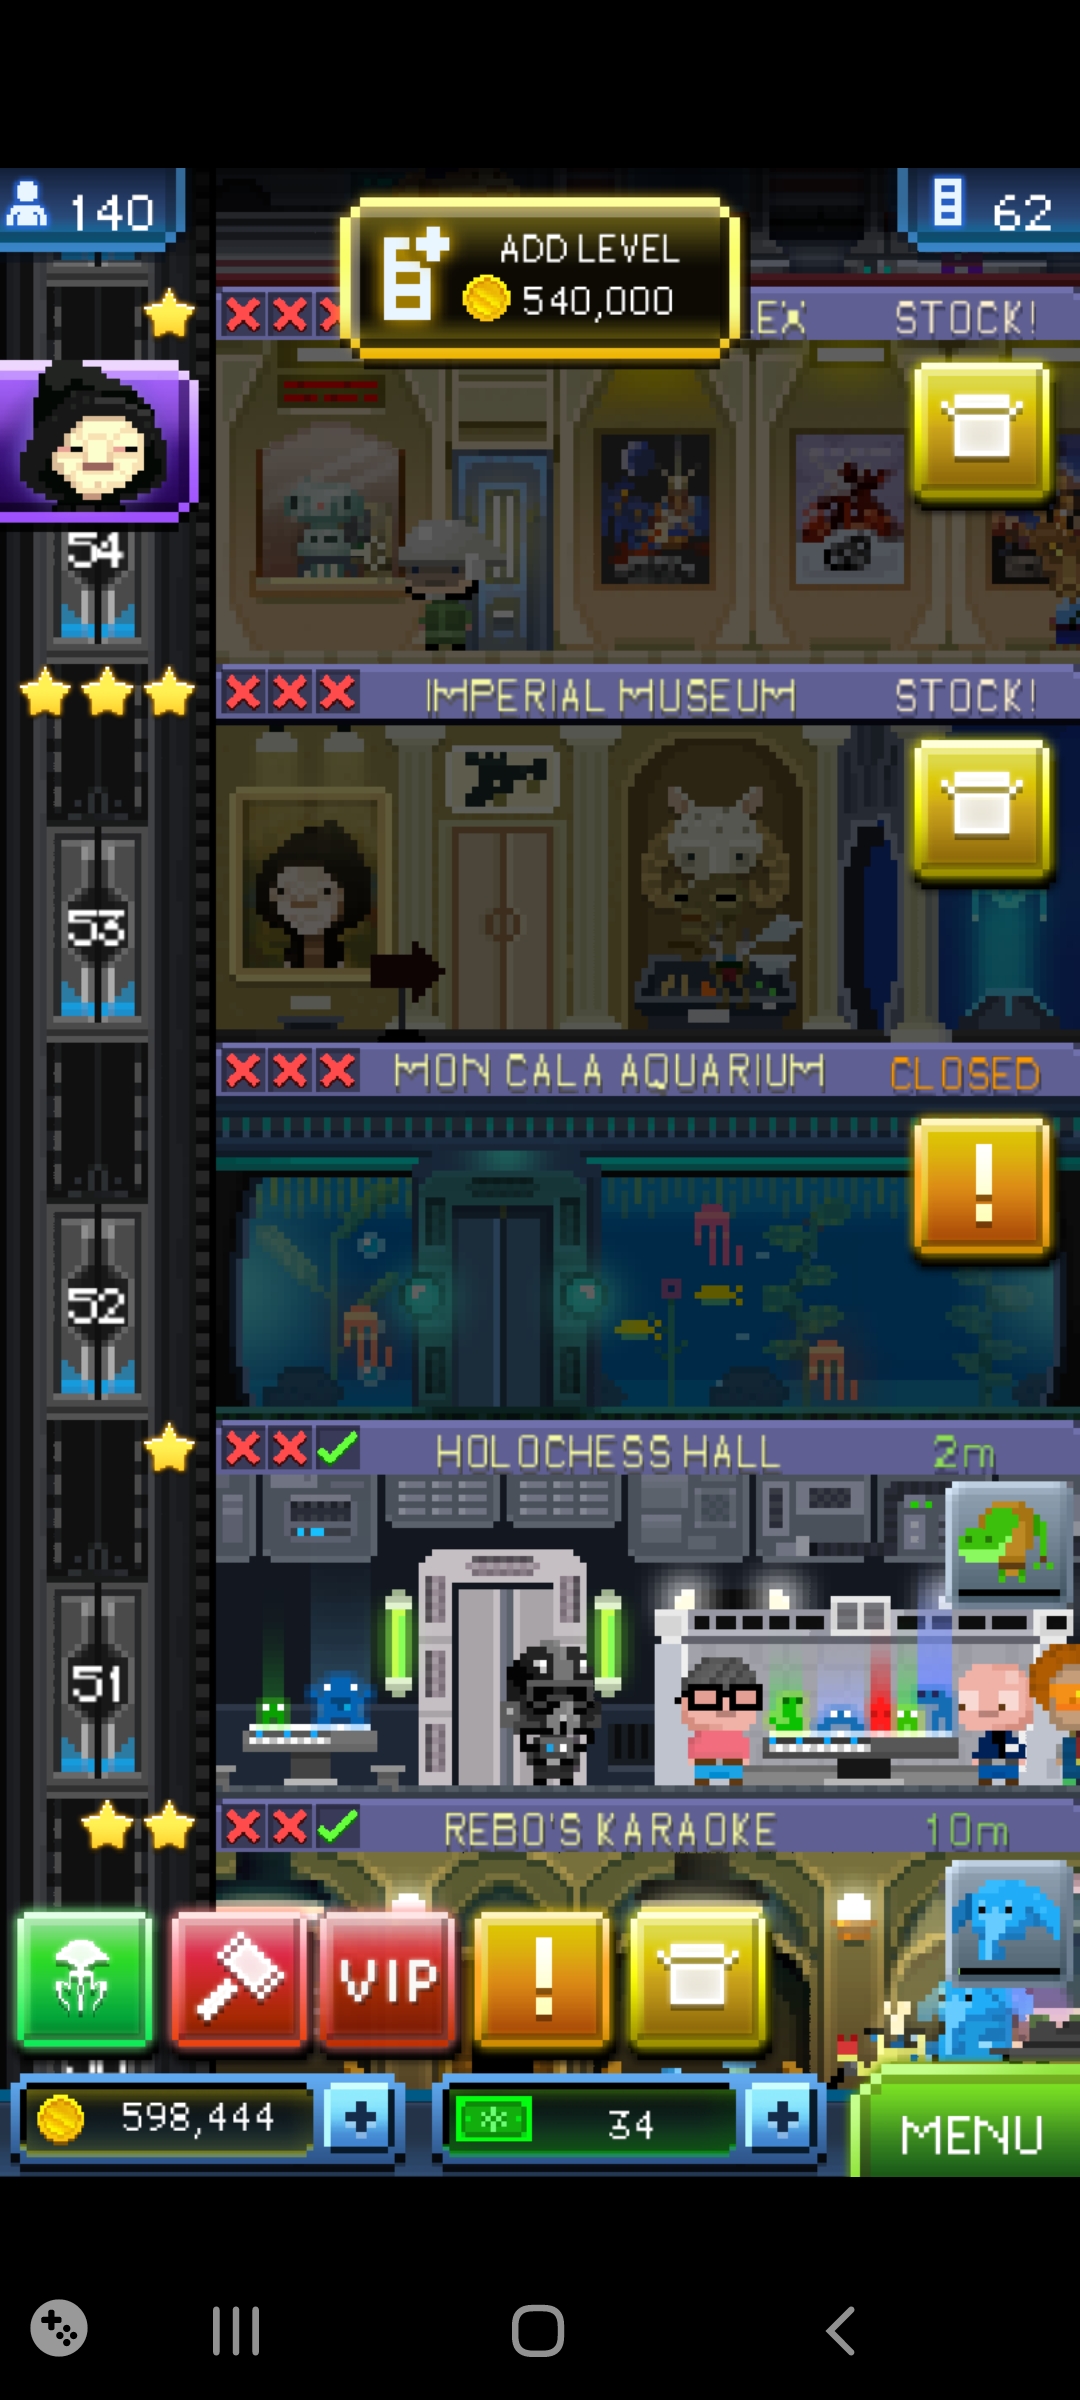 140
ADD LEVEL
540,000
62
STOCK!
54
IMPERIAL MUSEUM STOCK!
53
MON CALA AQUARIUM CLOSED
!
52
HOLOCHESS HALL 2m
51
REBO'S KARAOKE 10m
VIP
!
598,444 +
34 +
MENU